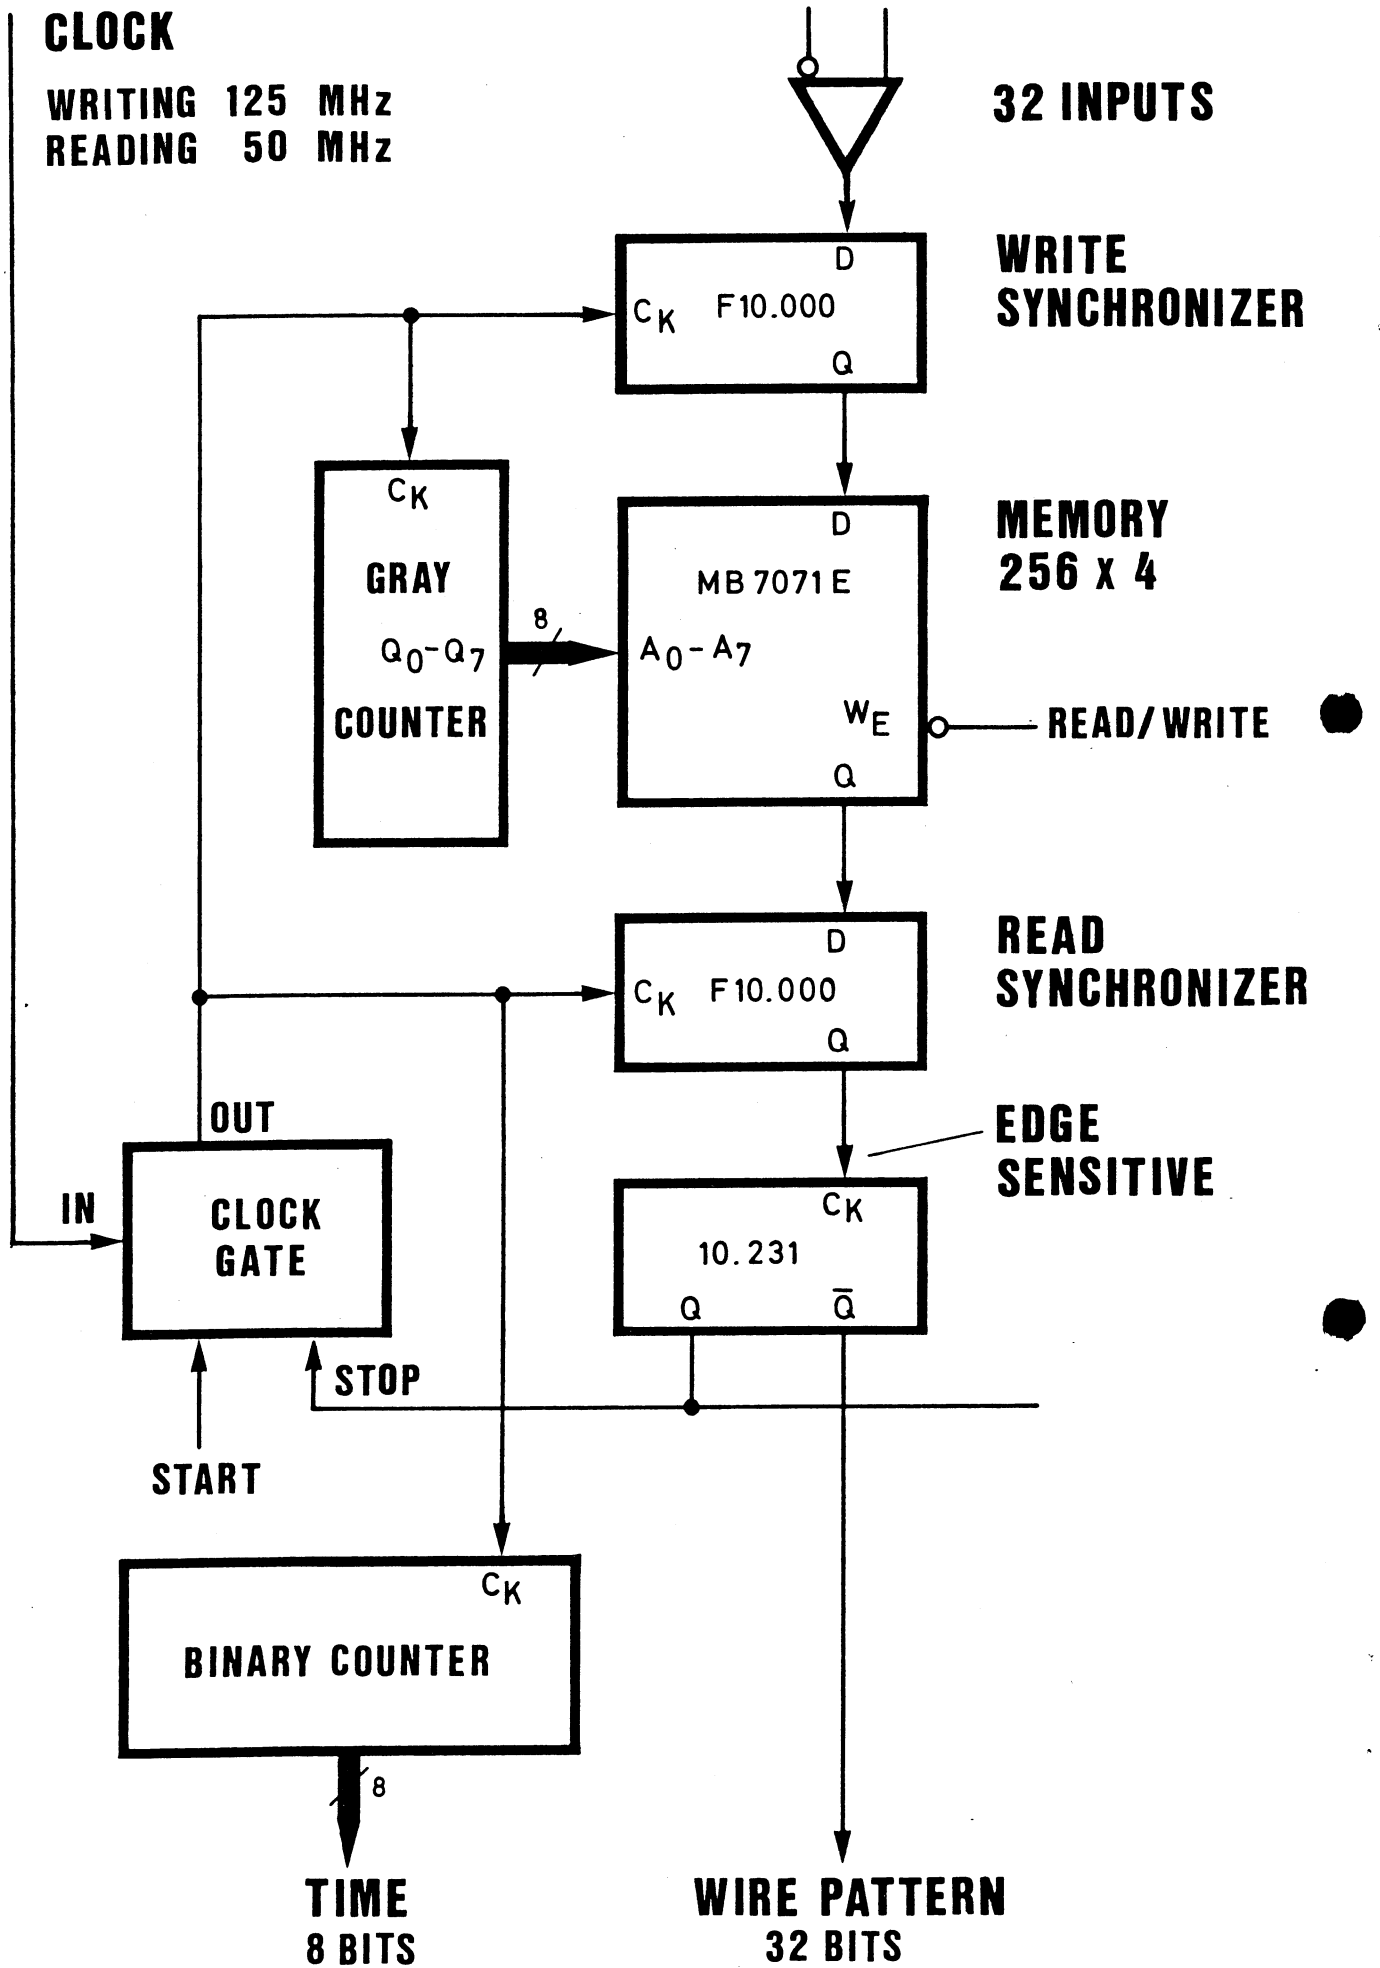 CLOCK
WRITING 125 MHz
READING 50 MHz
32 INPUTS
D
CK F10.000
Q
WRITE
SYNCHRONIZER
CK
GRAY
Q0-Q7
COUNTER
8
D
MB 7071 E
A0-A7
WE
Q
MEMORY
256 x 4
READ/WRITE
D
CK F10.000
Q
READ
SYNCHRONIZER
OUT
IN
CLOCK
GATE
EDGE
SENSITIVE
CK
10.231
Q Q̅
STOP
START
CK
BINARY COUNTER
8
TIME
8 BITS
WIRE PATTERN
32 BITS